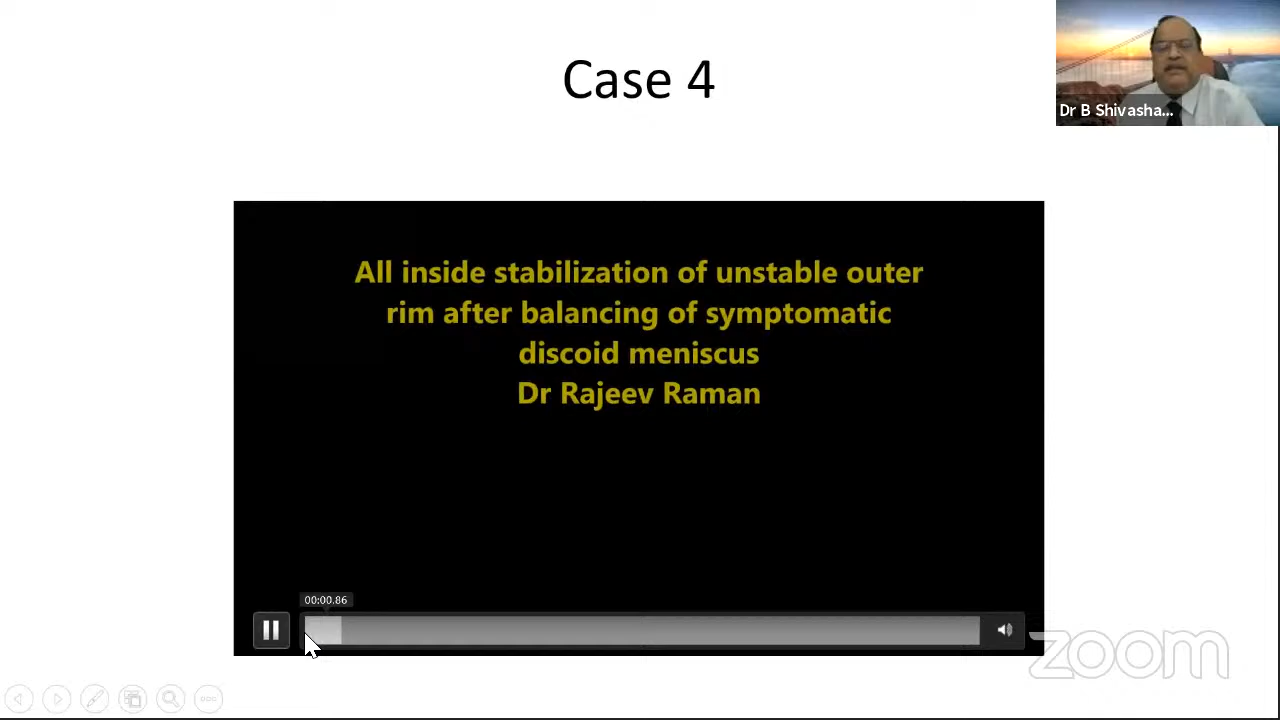 Case 4
Dr B Shivasha...
All inside stabilization of unstable outer
rim after balancing of symptomatic
discoid meniscus
Dr Rajeev Raman
00:00.86
zoom